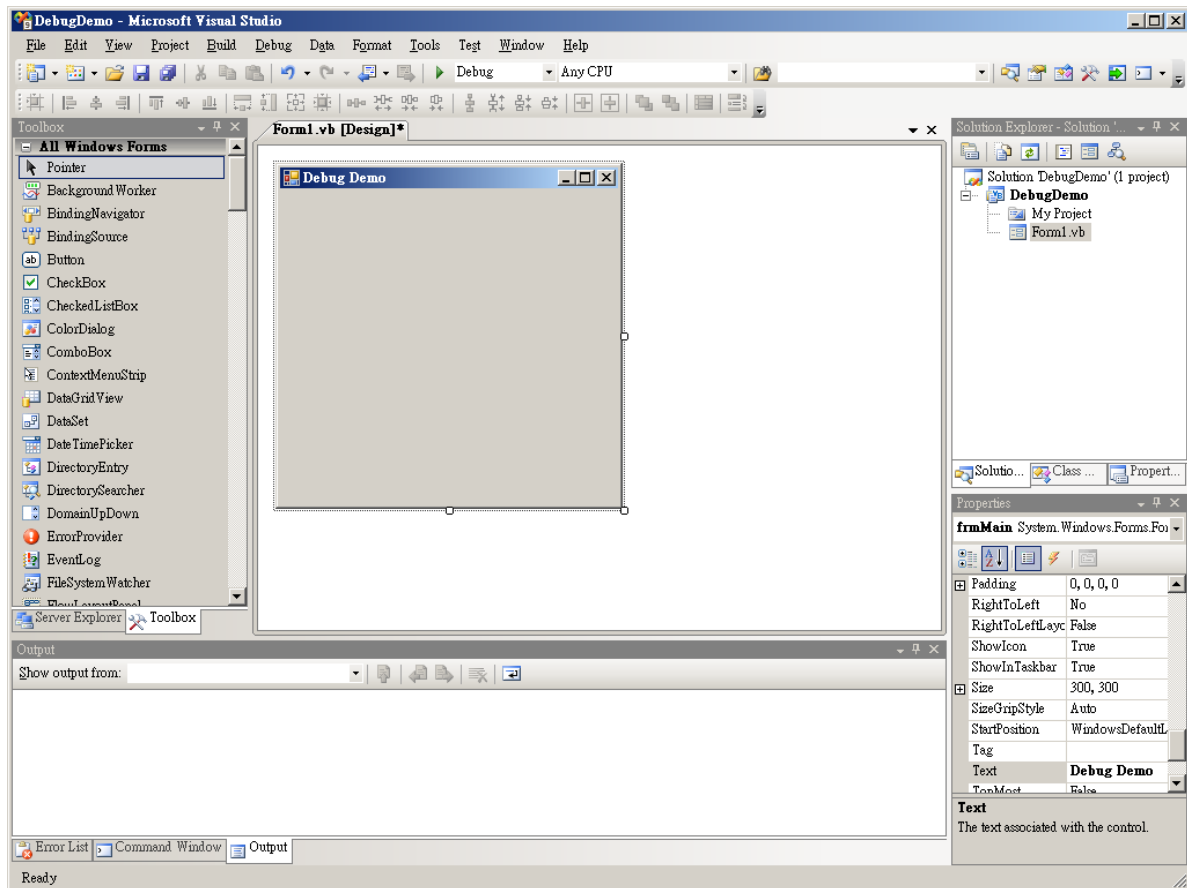 DebugDemo - Microsoft Visual Studio
File Edit View Project Build Debug Data Format Tools Test Window Help
Debug Any CPU
Toolbox
All Windows Forms
Pointer
BackgroundWorker
BindingNavigator
BindingSource
Button
CheckBox
CheckedListBox
ColorDialog
ComboBox
ContextMenuStrip
DataGridView
DataSet
DateTimePicker
DirectoryEntry
DirectorySearcher
DomainUpDown
ErrorProvider
EventLog
FileSystemWatcher
FlowLayoutPanel
Server Explorer Toolbox
Form1.vb [Design]*
Debug Demo
Solution Explorer - Solution '...
Solution 'DebugDemo' (1 project)
DebugDemo
My Project
Form1.vb
Solutio... Class ... Propert...
Properties
frmMain System.Windows.Forms.For
Padding 0, 0, 0, 0
RightToLeft No
RightToLeftLayc False
ShowIcon True
ShowInTaskbar True
Size 300, 300
SizeGripStyle Auto
StartPosition WindowsDefaultL
Tag
Text Debug Demo
TopMost False
Text
The text associated with the control.
Output
Show output from:
Error List Command Window Output
Ready